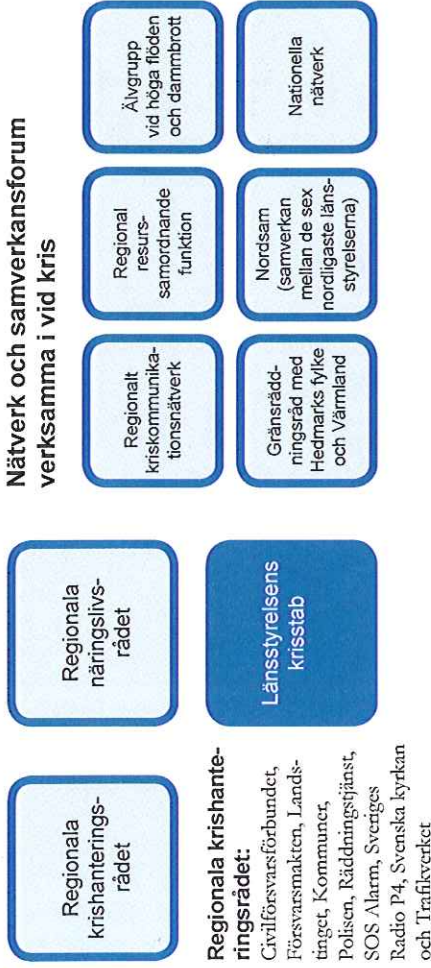 Regionala
krishanterings-
rådet
Regionala
näringslivs-
rådet
Regionala krishante-
ringsrådet:
Civilförsvarsförbundet,
Försvarsmakten, Lands-
tinget, Kommuner,
Polisen, Räddningstjänst,
SOS Alarm, Sveriges
Radio P4, Svenska kyrkan
och Trafikverket
Länsstyrelsens
krisstab
Nätverk och samverkansforum
verksamma i vid kris
Regionalt
kriskommunika-
tionsnätverk
Regional
resurs-
samordnande
funktion
Älvgrupp
vid höga flöden
och dammbrott
Gränsrädd-
ningsråd med
Hedmarks fylke
och Värmland
Nordsam
(samverkan
mellan de sex
nordligaste läns-
styrelserna)
Nationella
nätverk